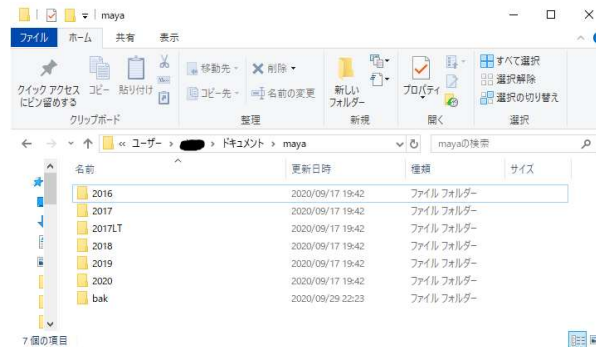 maya
ファイル ホーム 共有 表示
クイック アクセスにピン留めする
コピー
貼り付け
移動先
コピー先
削除
名前の変更
新しいフォルダー
プロパティ
すべて選択
選択解除
選択の切り替え
クリップボード 整理 新規 開く 選択
« ユーザー › › ドキュメント › maya
mayaの検索
名前 更新日時 種類 サイズ
2016 2020/09/17 19:42 ファイル フォルダー
2017 2020/09/17 19:42 ファイル フォルダー
2017LT 2020/09/17 19:42 ファイル フォルダー
2018 2020/09/17 19:42 ファイル フォルダー
2019 2020/09/17 19:42 ファイル フォルダー
2020 2020/09/17 19:42 ファイル フォルダー
bak 2020/09/29 22:23 ファイル フォルダー
7 個の項目